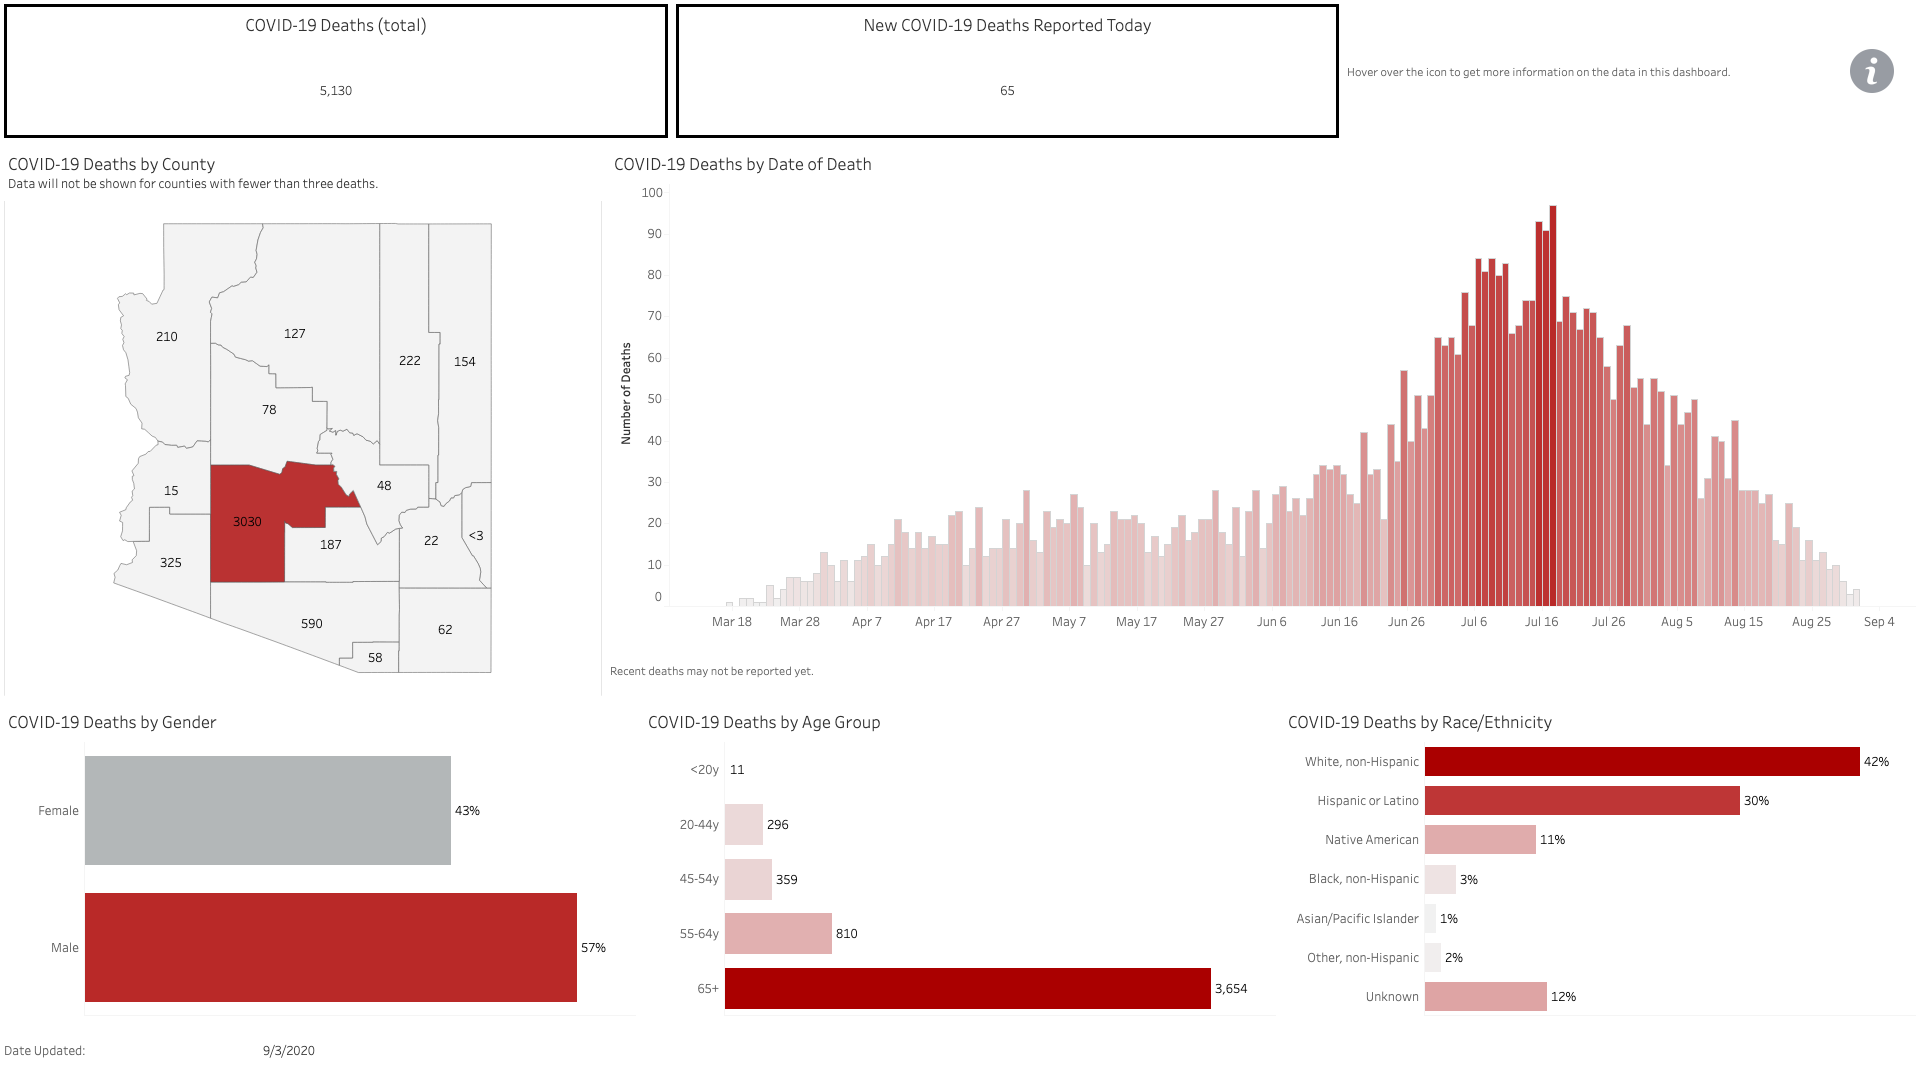 COVID-19 Deaths (total)
5,130
New COVID-19 Deaths Reported Today
65
Hover over the icon to get more information on the data in this dashboard.
i
COVID-19 Deaths by County
Data will not be shown for counties with fewer than three deaths.
210
127
222
154
78
15
48
3030
187
22
<3
325
590
62
58
COVID-19 Deaths by Date of Death
Number of Deaths
100
90
80
70
60
50
40
30
20
10
0
Mar 18
Mar 28
Apr 7
Apr 17
Apr 27
May 7
May 17
May 27
Jun 6
Jun 16
Jun 26
Jul 6
Jul 16
Jul 26
Aug 5
Aug 15
Aug 25
Sep 4
Recent deaths may not be reported yet.
COVID-19 Deaths by Gender
Female 43%
Male 57%
COVID-19 Deaths by Age Group
<20y 11
20-44y 296
45-54y 359
55-64y 810
65+ 3,654
COVID-19 Deaths by Race/Ethnicity
White, non-Hispanic 42%
Hispanic or Latino 30%
Native American 11%
Black, non-Hispanic 3%
Asian/Pacific Islander 1%
Other, non-Hispanic 2%
Unknown 12%
Date Updated: 9/3/2020